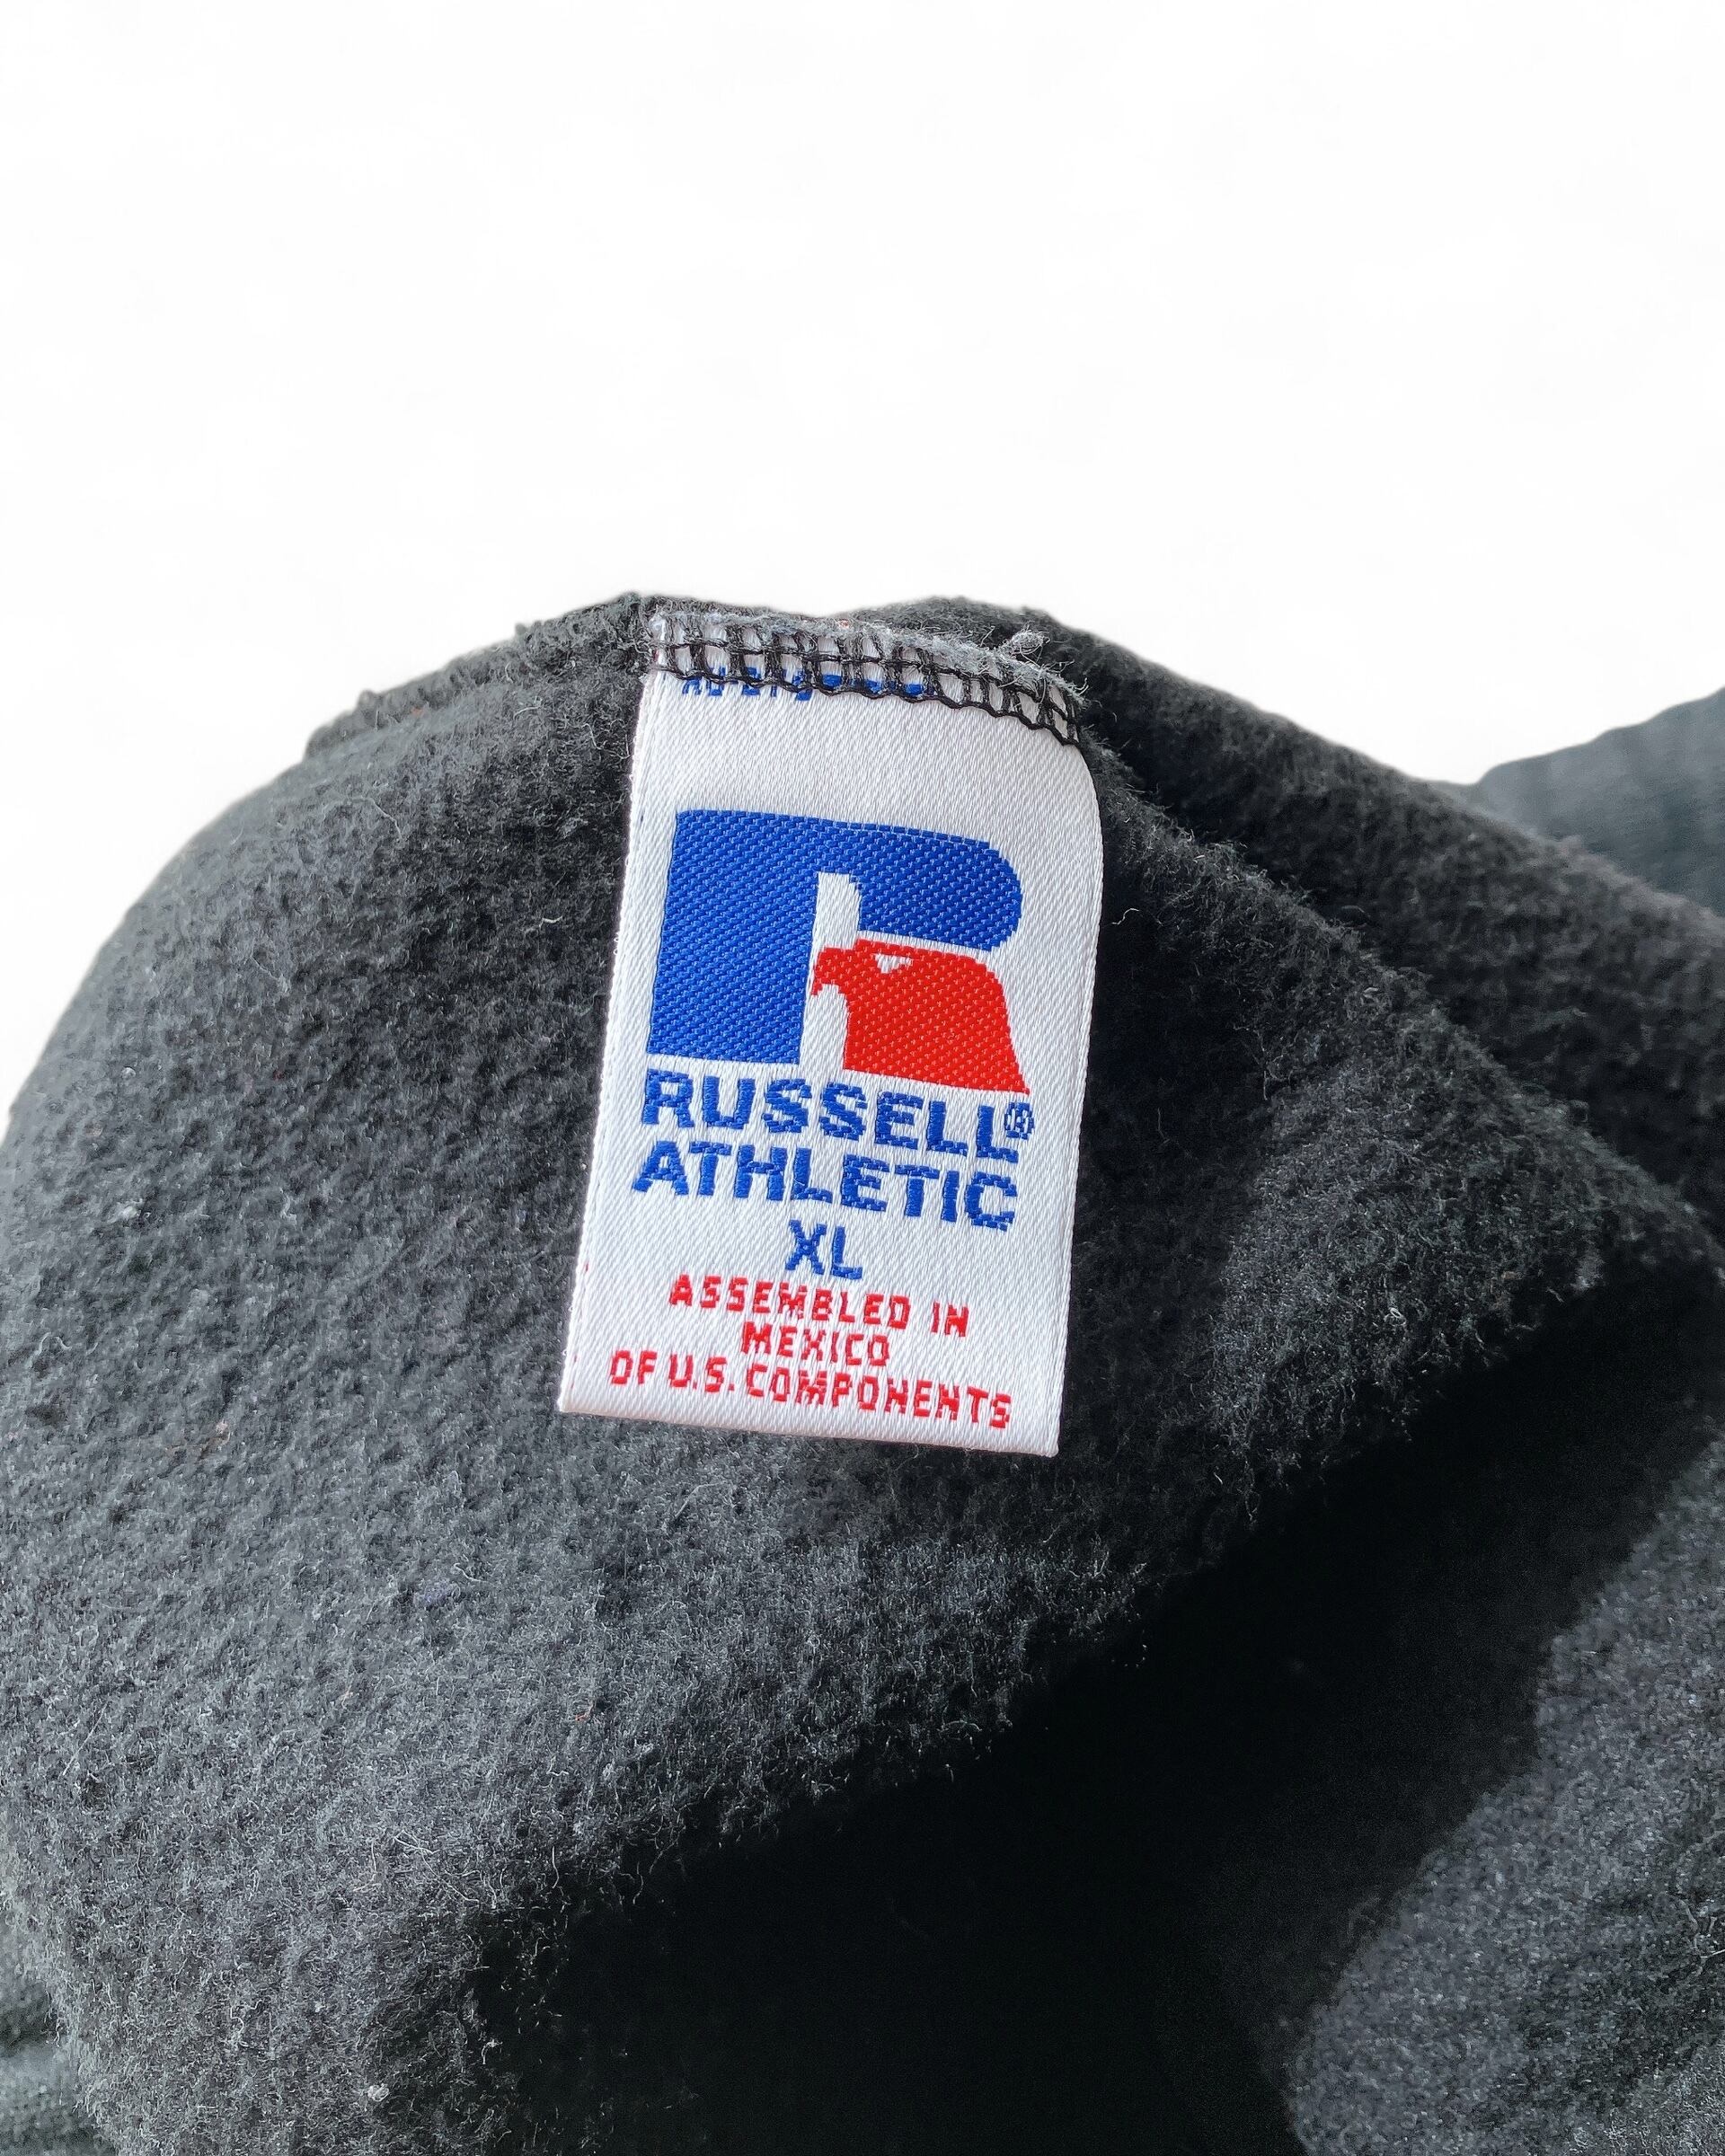 RUSSELL®
ATHLETIC
XL
ASSEMBLED IN
MEXICO
OF U.S. COMPONENTS